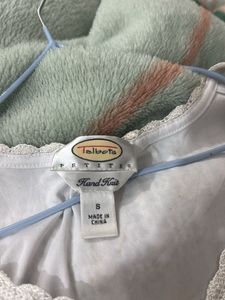 Talbots
PETITES
Hand Knit
S
MADE IN
CHINA